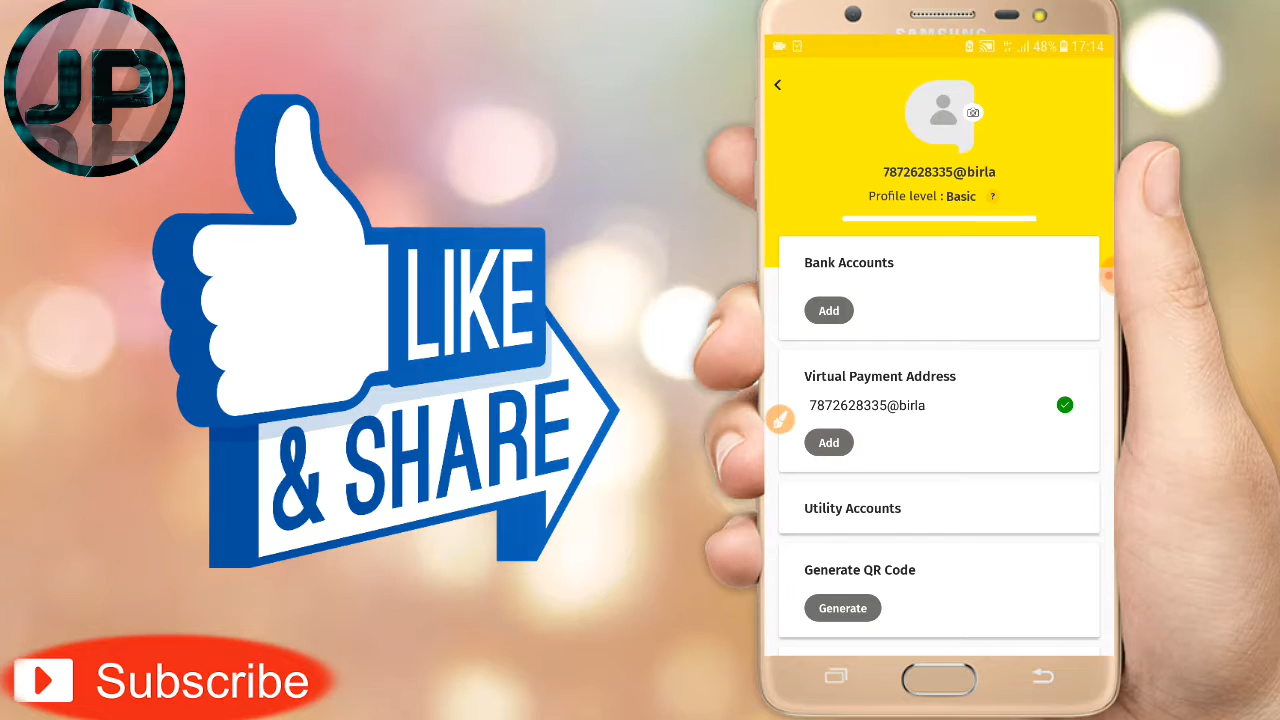 JP
LIKE
& SHARE
Subscribe
SAMSUNG
48% 17:14
7872628335@birla
Profile level : Basic ?
Bank Accounts
Add
Virtual Payment Address
7872628335@birla
Add
Utility Accounts
Generate QR Code
Generate